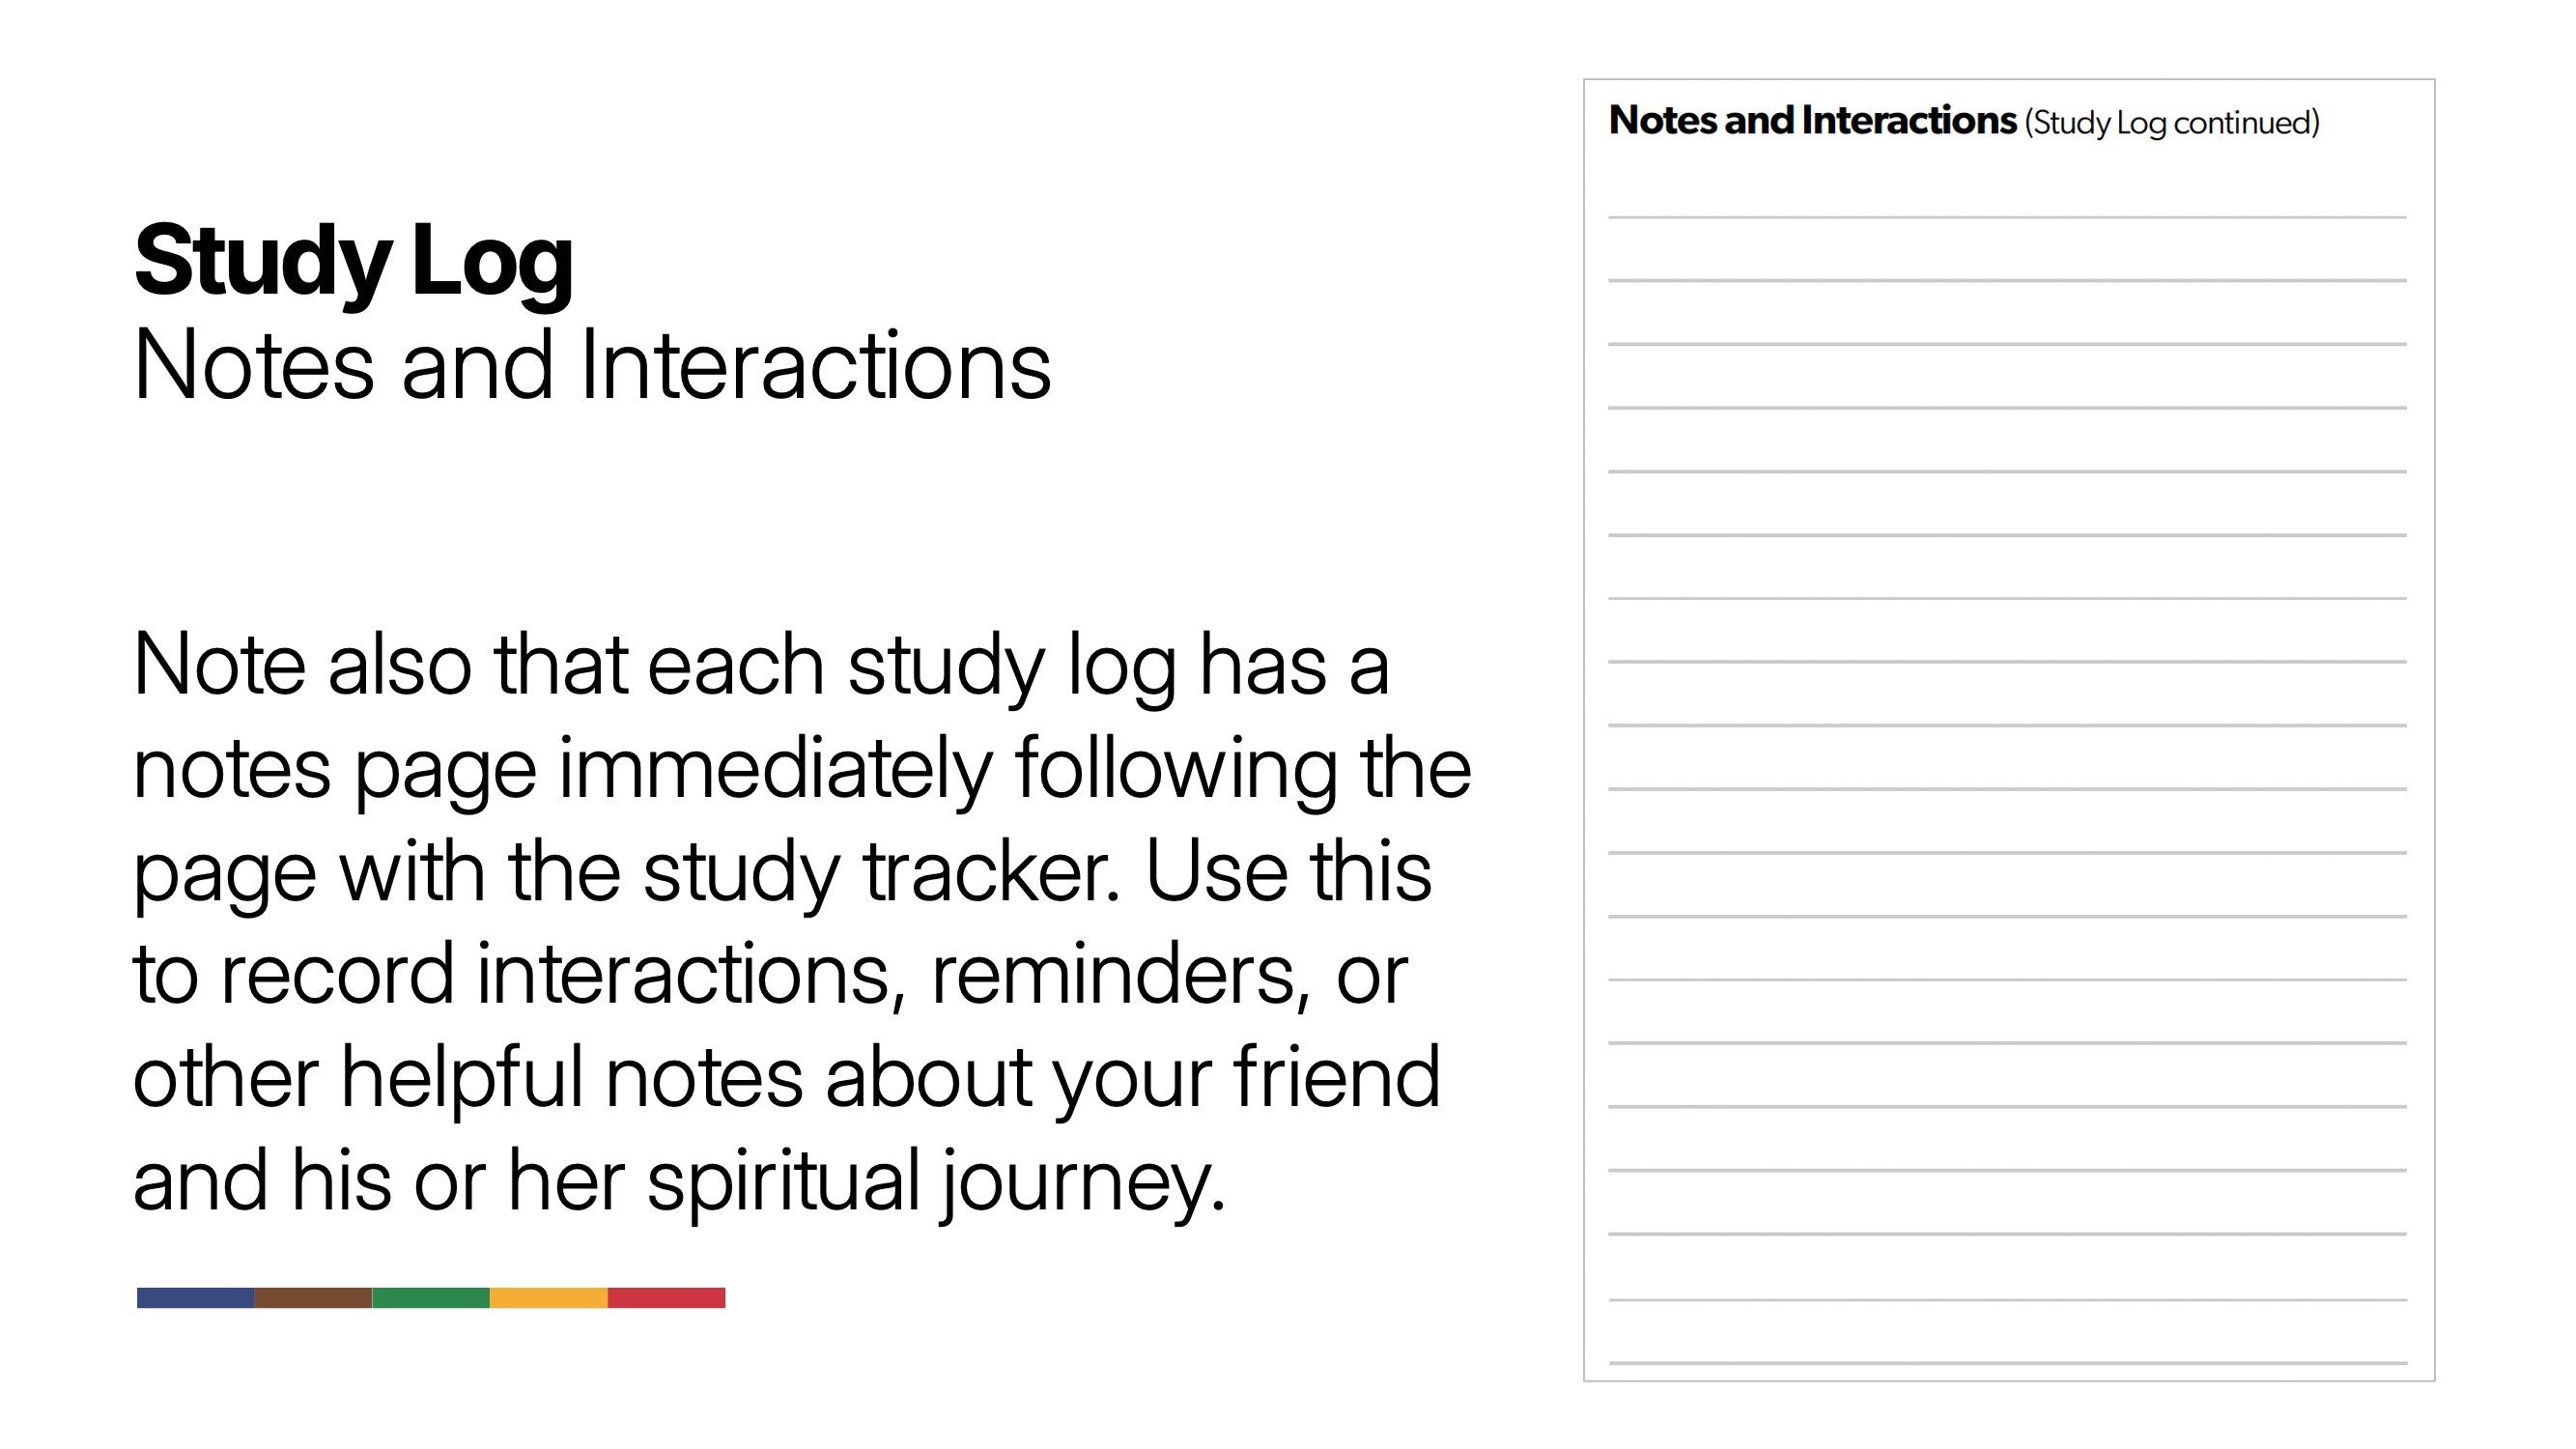 Study Log
Notes and Interactions
Note also that each study log has a
notes page immediately following the
page with the study tracker. Use this
to record interactions, reminders, or
other helpful notes about your friend
and his or her spiritual journey.
Notes and Interactions (Study Log continued)